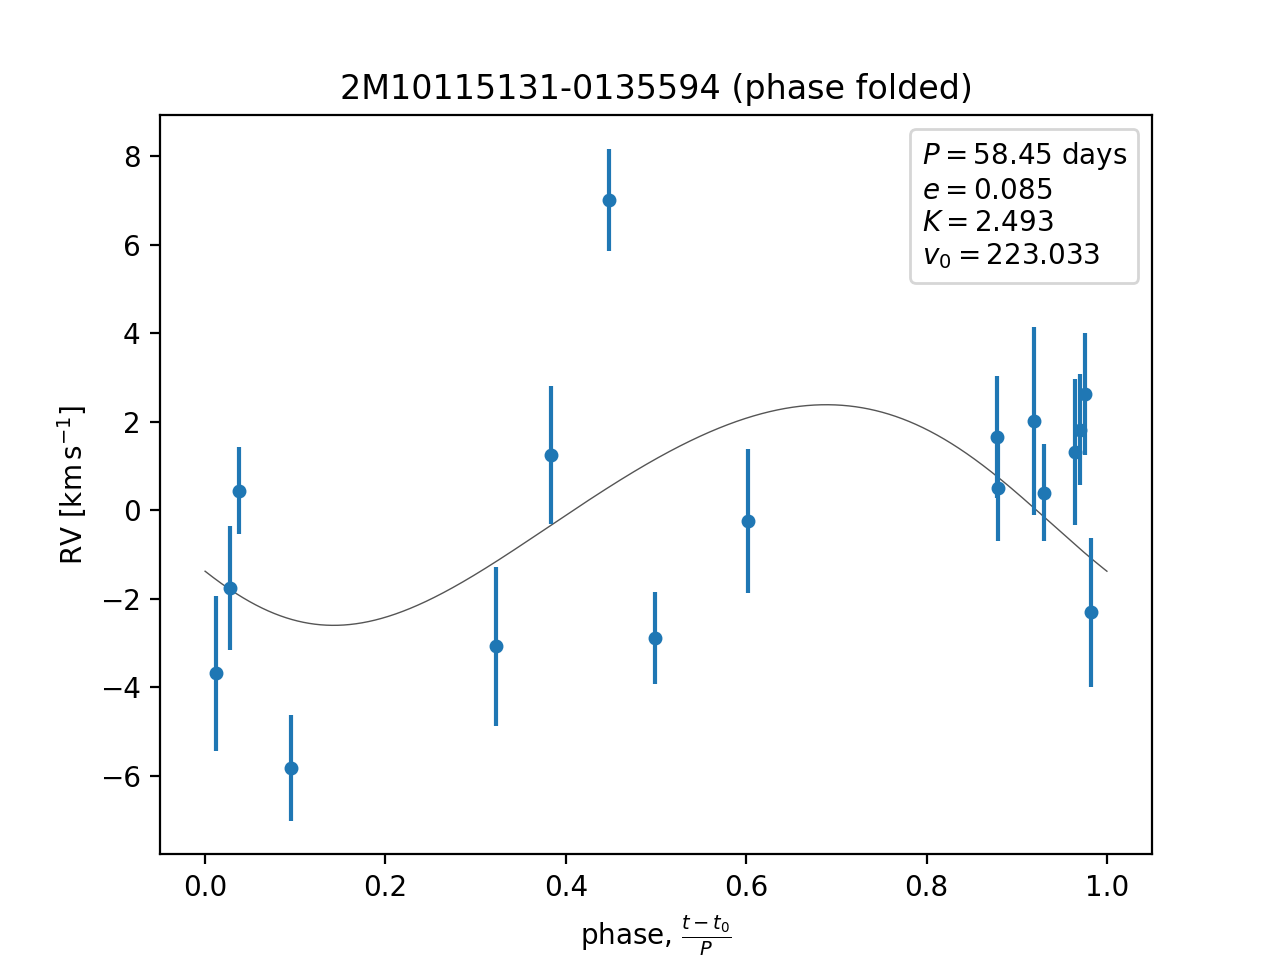 2M10115131-0135594 (phase folded)
P = 58.45 days
e = 0.085
K = 2.493
v₀ = 223.033
8
6
4
2
0
−2
−4
−6
RV [km s⁻¹]
0.0 0.2 0.4 0.6 0.8 1.0
phase, (t − t₀)/P